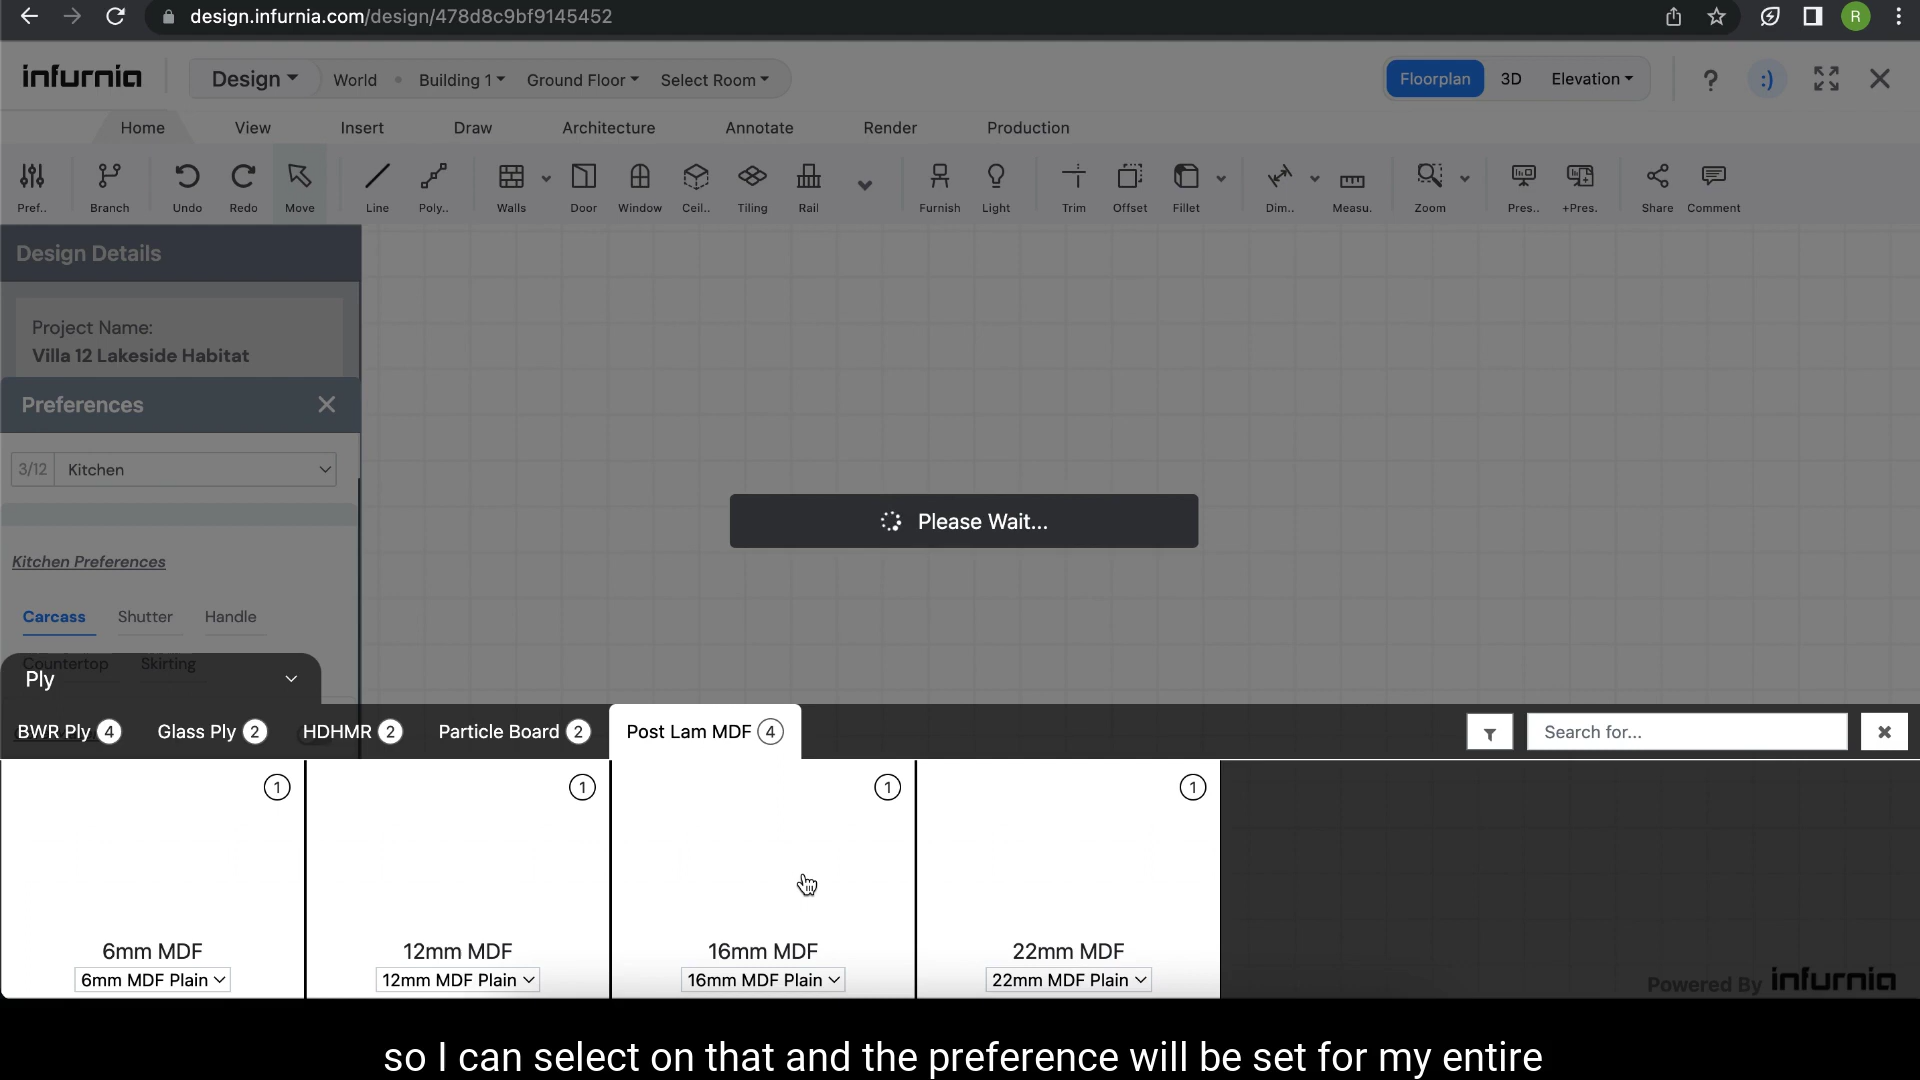 design.infurnia.com/design/478d8c9bf9145452
R
infurnia
Design
World
Building 1
Ground Floor
Select Room
Floorplan
3D
Elevation
?
:)
Home
View
Insert
Draw
Architecture
Annotate
Render
Production
Pref..
Branch
Undo
Redo
Move
Line
Poly..
Walls
Door
Window
Ceil..
Tiling
Rail
Furnish
Light
Trim
Offset
Fillet
Dim..
Measu.
Zoom
Pres..
+Pres.
Share
Comment
Design Details
Project Name:
Villa 12 Lakeside Habitat
Preferences
3/12 Kitchen
Please Wait...
Kitchen Preferences
Carcass Shutter Handle
Countertop Skirting
Ply
BWR Ply 4
Glass Ply 2
HDHMR 2
Particle Board 2
Post Lam MDF 4
Search for...
1
1
1
1
6mm MDF
12mm MDF
16mm MDF
22mm MDF
6mm MDF Plain
12mm MDF Plain
16mm MDF Plain
22mm MDF Plain
Powered By infurnia
so I can select on that and the preference will be set for my entire